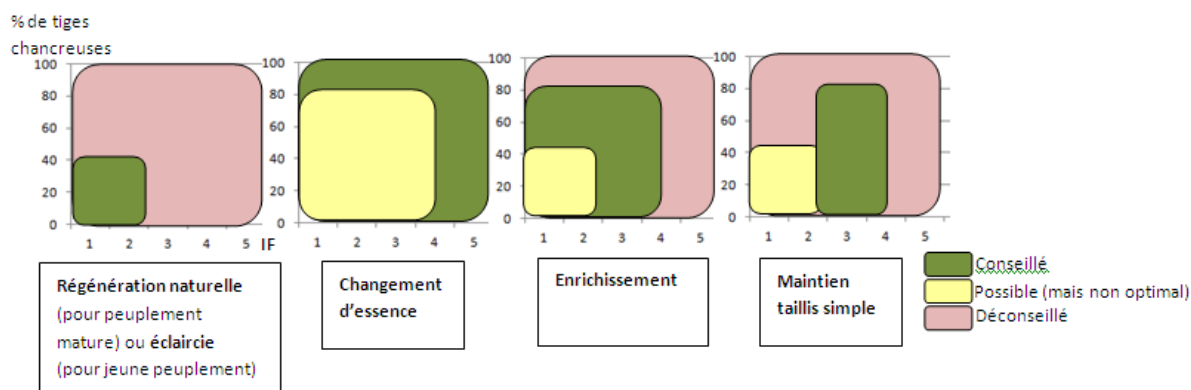 % de tiges
chancreuses
100
80
60
40
20
0
1 2 3 4 5 IF
100
80
60
40
20
0
1 2 3 4 5
100
80
60
40
20
0
1 2 3 4 5
100
80
60
40
20
0
1 2 3 4 5
Régénération naturelle
(pour peuplement
mature) ou éclaircie
(pour jeune peuplement)
Changement
d'essence
Enrichissement
Maintien
taillis simple
Conseillé
Possible (mais non optimal)
Déconseillé